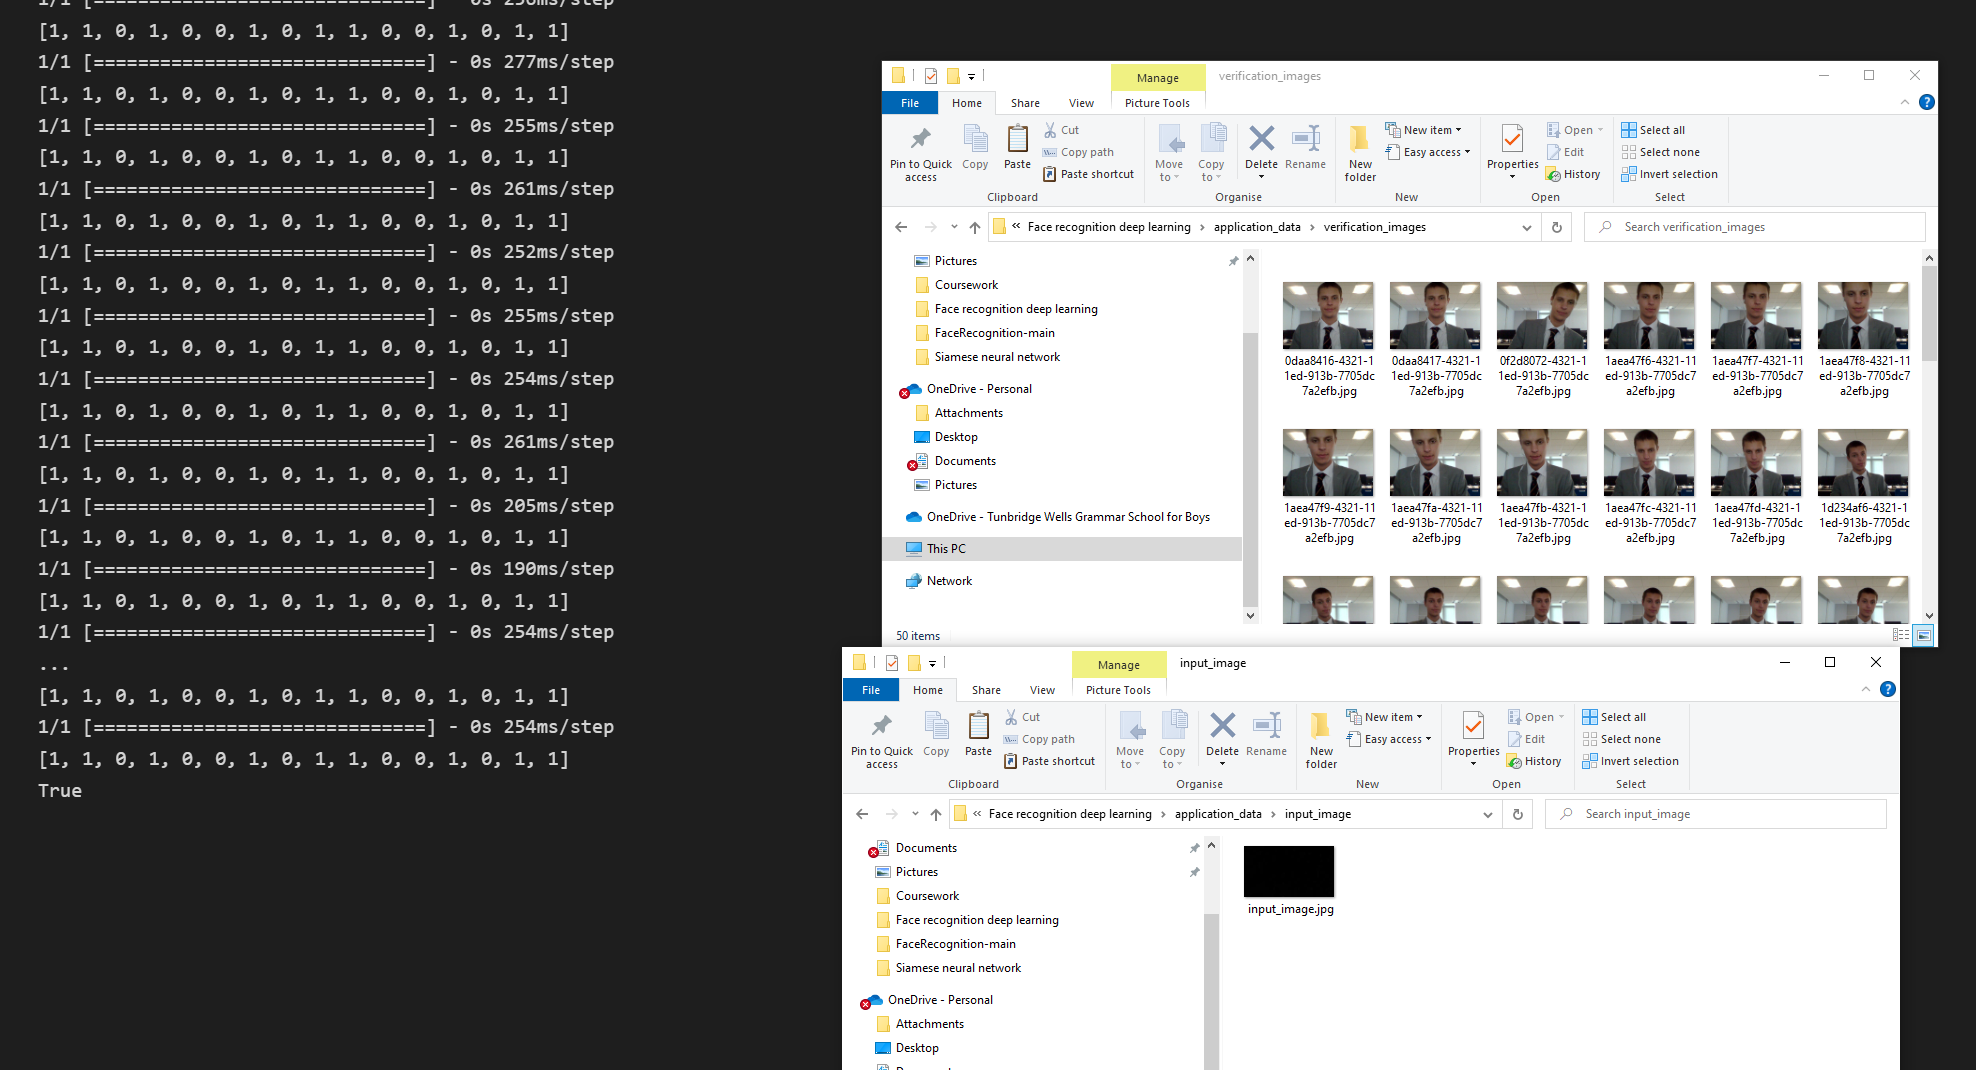 1/1 [==============================] - 0s 256ms/step
[1, 1, 0, 1, 0, 0, 1, 0, 1, 1, 0, 0, 1, 0, 1, 1]
1/1 [==============================] - 0s 277ms/step
[1, 1, 0, 1, 0, 0, 1, 0, 1, 1, 0, 0, 1, 0, 1, 1]
1/1 [==============================] - 0s 255ms/step
[1, 1, 0, 1, 0, 0, 1, 0, 1, 1, 0, 0, 1, 0, 1, 1]
1/1 [==============================] - 0s 261ms/step
[1, 1, 0, 1, 0, 0, 1, 0, 1, 1, 0, 0, 1, 0, 1, 1]
1/1 [==============================] - 0s 252ms/step
[1, 1, 0, 1, 0, 0, 1, 0, 1, 1, 0, 0, 1, 0, 1, 1]
1/1 [==============================] - 0s 255ms/step
[1, 1, 0, 1, 0, 0, 1, 0, 1, 1, 0, 0, 1, 0, 1, 1]
1/1 [==============================] - 0s 254ms/step
[1, 1, 0, 1, 0, 0, 1, 0, 1, 1, 0, 0, 1, 0, 1, 1]
1/1 [==============================] - 0s 261ms/step
[1, 1, 0, 1, 0, 0, 1, 0, 1, 1, 0, 0, 1, 0, 1, 1]
1/1 [==============================] - 0s 205ms/step
[1, 1, 0, 1, 0, 0, 1, 0, 1, 1, 0, 0, 1, 0, 1, 1]
1/1 [==============================] - 0s 190ms/step
[1, 1, 0, 1, 0, 0, 1, 0, 1, 1, 0, 0, 1, 0, 1, 1]
1/1 [==============================] - 0s 254ms/step
...
[1, 1, 0, 1, 0, 0, 1, 0, 1, 1, 0, 0, 1, 0, 1, 1]
1/1 [==============================] - 0s 254ms/step
[1, 1, 0, 1, 0, 0, 1, 0, 1, 1, 0, 0, 1, 0, 1, 1]
True
Manage verification_images
File Home Share View Picture Tools
Pin to Quick access
Copy
Paste
Cut
Copy path
Paste shortcut
Clipboard
Move to
Copy to
Delete
Rename
Organise
New folder
New item
Easy access
New
Properties
Open
Edit
History
Open
Select all
Select none
Invert selection
Select
« Face recognition deep learning › application_data › verification_images
Search verification_images
Pictures
Coursework
Face recognition deep learning
FaceRecognition-main
Siamese neural network
OneDrive - Personal
Attachments
Desktop
Documents
Pictures
OneDrive - Tunbridge Wells Grammar School for Boys
This PC
Network
0daa8416-4321-11ed-913b-7705dc7a2efb.jpg
0daa8417-4321-11ed-913b-7705dc7a2efb.jpg
0f2d8072-4321-11ed-913b-7705dc7a2efb.jpg
1aea47f6-4321-11ed-913b-7705dc7a2efb.jpg
1aea47f7-4321-11ed-913b-7705dc7a2efb.jpg
1aea47f8-4321-11ed-913b-7705dc7a2efb.jpg
1aea47f9-4321-11ed-913b-7705dc7a2efb.jpg
1aea47fa-4321-11ed-913b-7705dc7a2efb.jpg
1aea47fb-4321-11ed-913b-7705dc7a2efb.jpg
1aea47fc-4321-11ed-913b-7705dc7a2efb.jpg
1aea47fd-4321-11ed-913b-7705dc7a2efb.jpg
1d234af6-4321-11ed-913b-7705dc7a2efb.jpg
50 items
Manage input_image
File Home Share View Picture Tools
Pin to Quick access
Copy
Paste
Cut
Copy path
Paste shortcut
Clipboard
Move to
Copy to
Delete
Rename
Organise
New folder
New item
Easy access
New
Properties
Open
Edit
History
Open
Select all
Select none
Invert selection
Select
« Face recognition deep learning › application_data › input_image
Search input_image
Documents
Pictures
Coursework
Face recognition deep learning
FaceRecognition-main
Siamese neural network
OneDrive - Personal
Attachments
Desktop
input_image.jpg